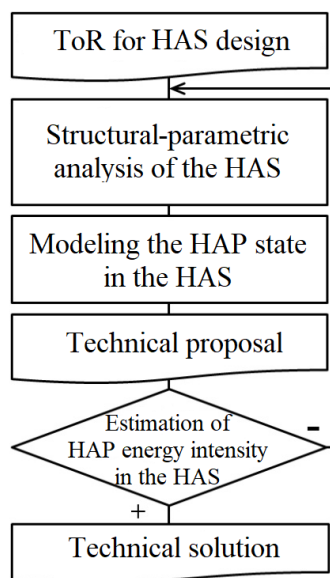 ToR for HAS design
Structural-parametric
analysis of the HAS
Modeling the HAP state
in the HAS
Technical proposal
Estimation of
HAP energy intensity
in the HAS
-
+
Technical solution